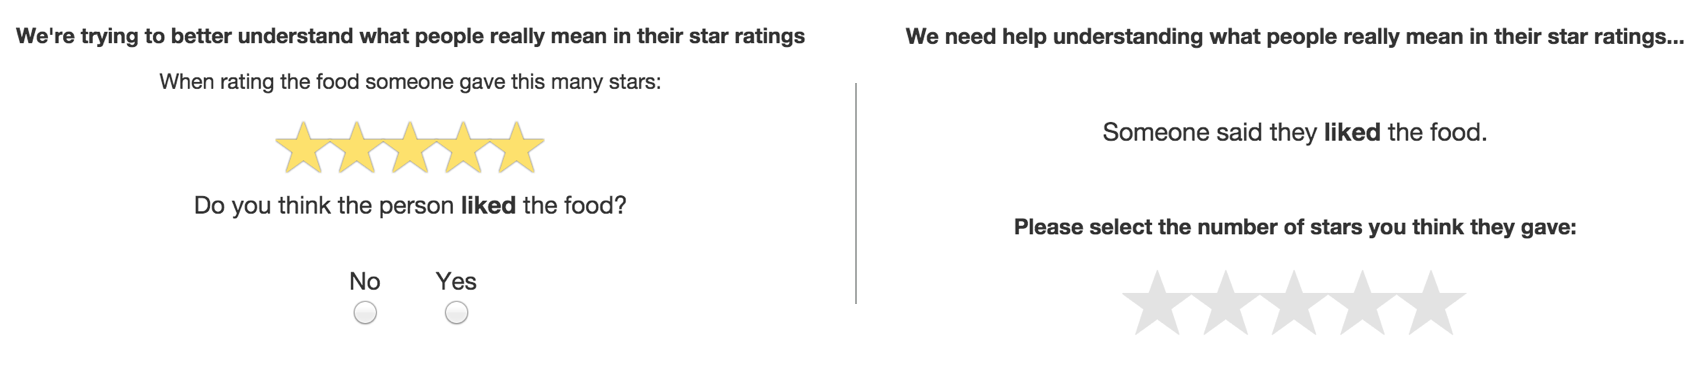 We're trying to better understand what people really mean in their star ratings
When rating the food someone gave this many stars:
Do you think the person liked the food?
No Yes
We need help understanding what people really mean in their star ratings...
Someone said they liked the food.
Please select the number of stars you think they gave: